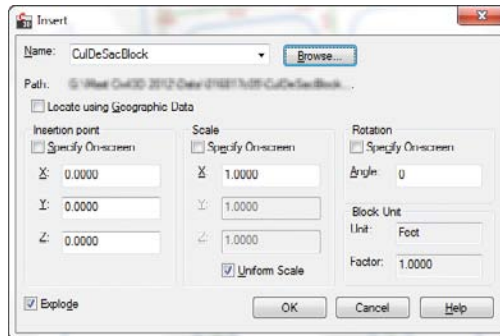 Insert
Name: CulDeSacBlock Browse...
Path:
Locate using Geographic Data
Insertion point
Specify On-screen
X: 0.0000
Y: 0.0000
Z: 0.0000
Scale
Specify On-screen
X: 1.0000
Y: 1.0000
Z: 1.0000
Uniform Scale
Rotation
Specify On-screen
Angle: 0
Block Unit
Unit: Feet
Factor: 1.0000
Explode OK Cancel Help